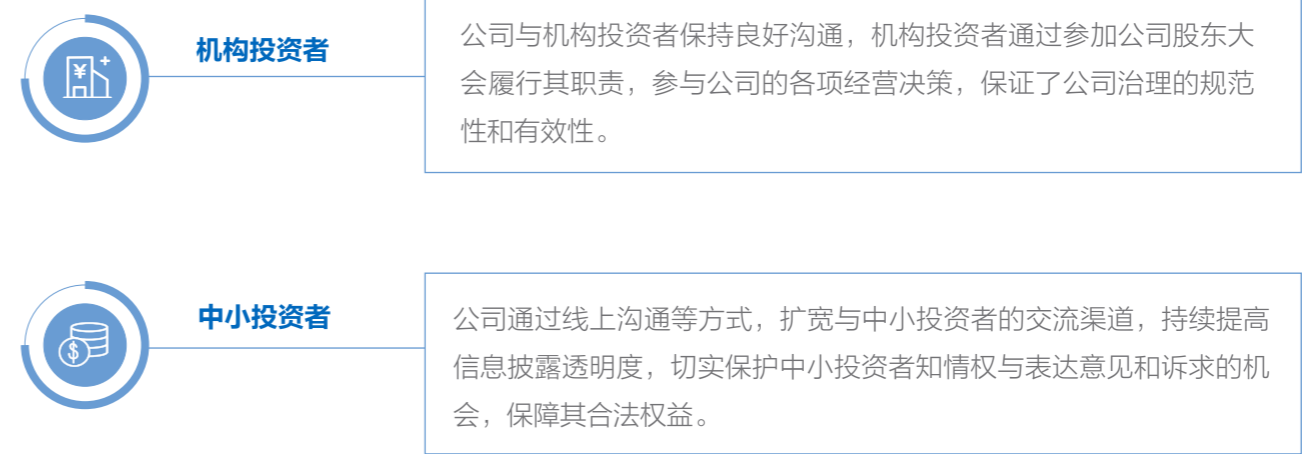 机构投资者
公司与机构投资者保持良好沟通，机构投资者通过参加公司股东大
会履行其职责，参与公司的各项经营决策，保证了公司治理的规范
性和有效性。
中小投资者
公司通过线上沟通等方式，扩宽与中小投资者的交流渠道，持续提高
信息披露透明度，切实保护中小投资者知情权与表达意见和诉求的机
会，保障其合法权益。